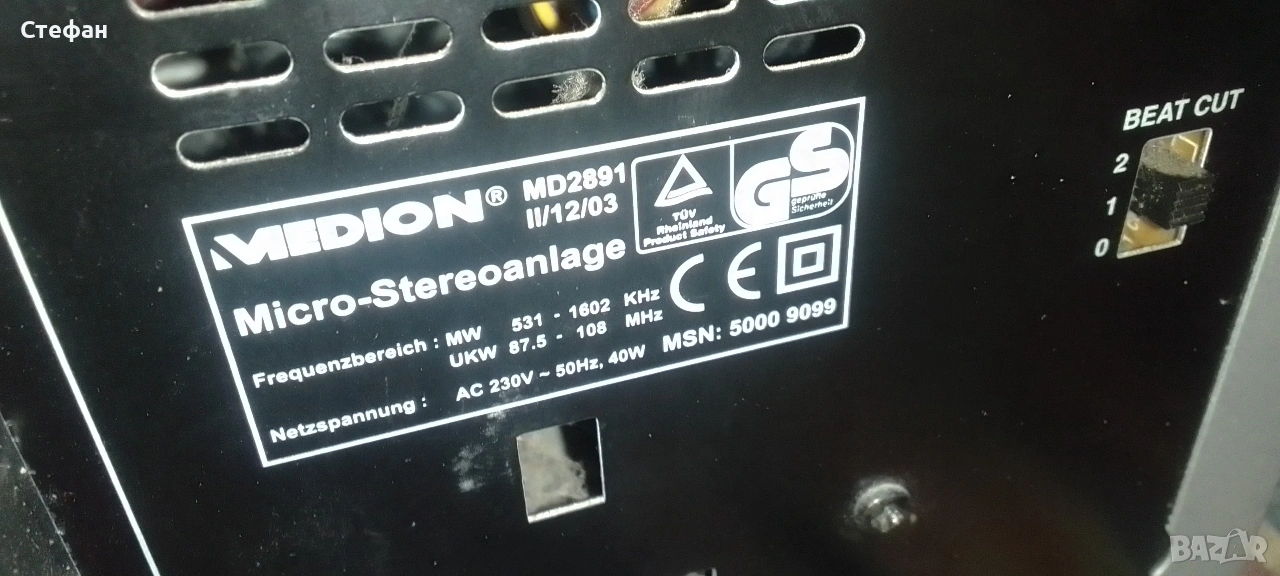 Стефан
BEAT CUT
2
1
0
MEDION® MD2891
II/12/03
TÜV
Rheinland
Product Safety
GS
geprüfte
Sicherheit
Micro-Stereoanlage
CE
Frequenzbereich : MW 531 - 1602 KHz
UKW 87.5 - 108 MHz
Netzspannung : AC 230V ~ 50Hz, 40W
MSN: 5000 9099
BAZAR